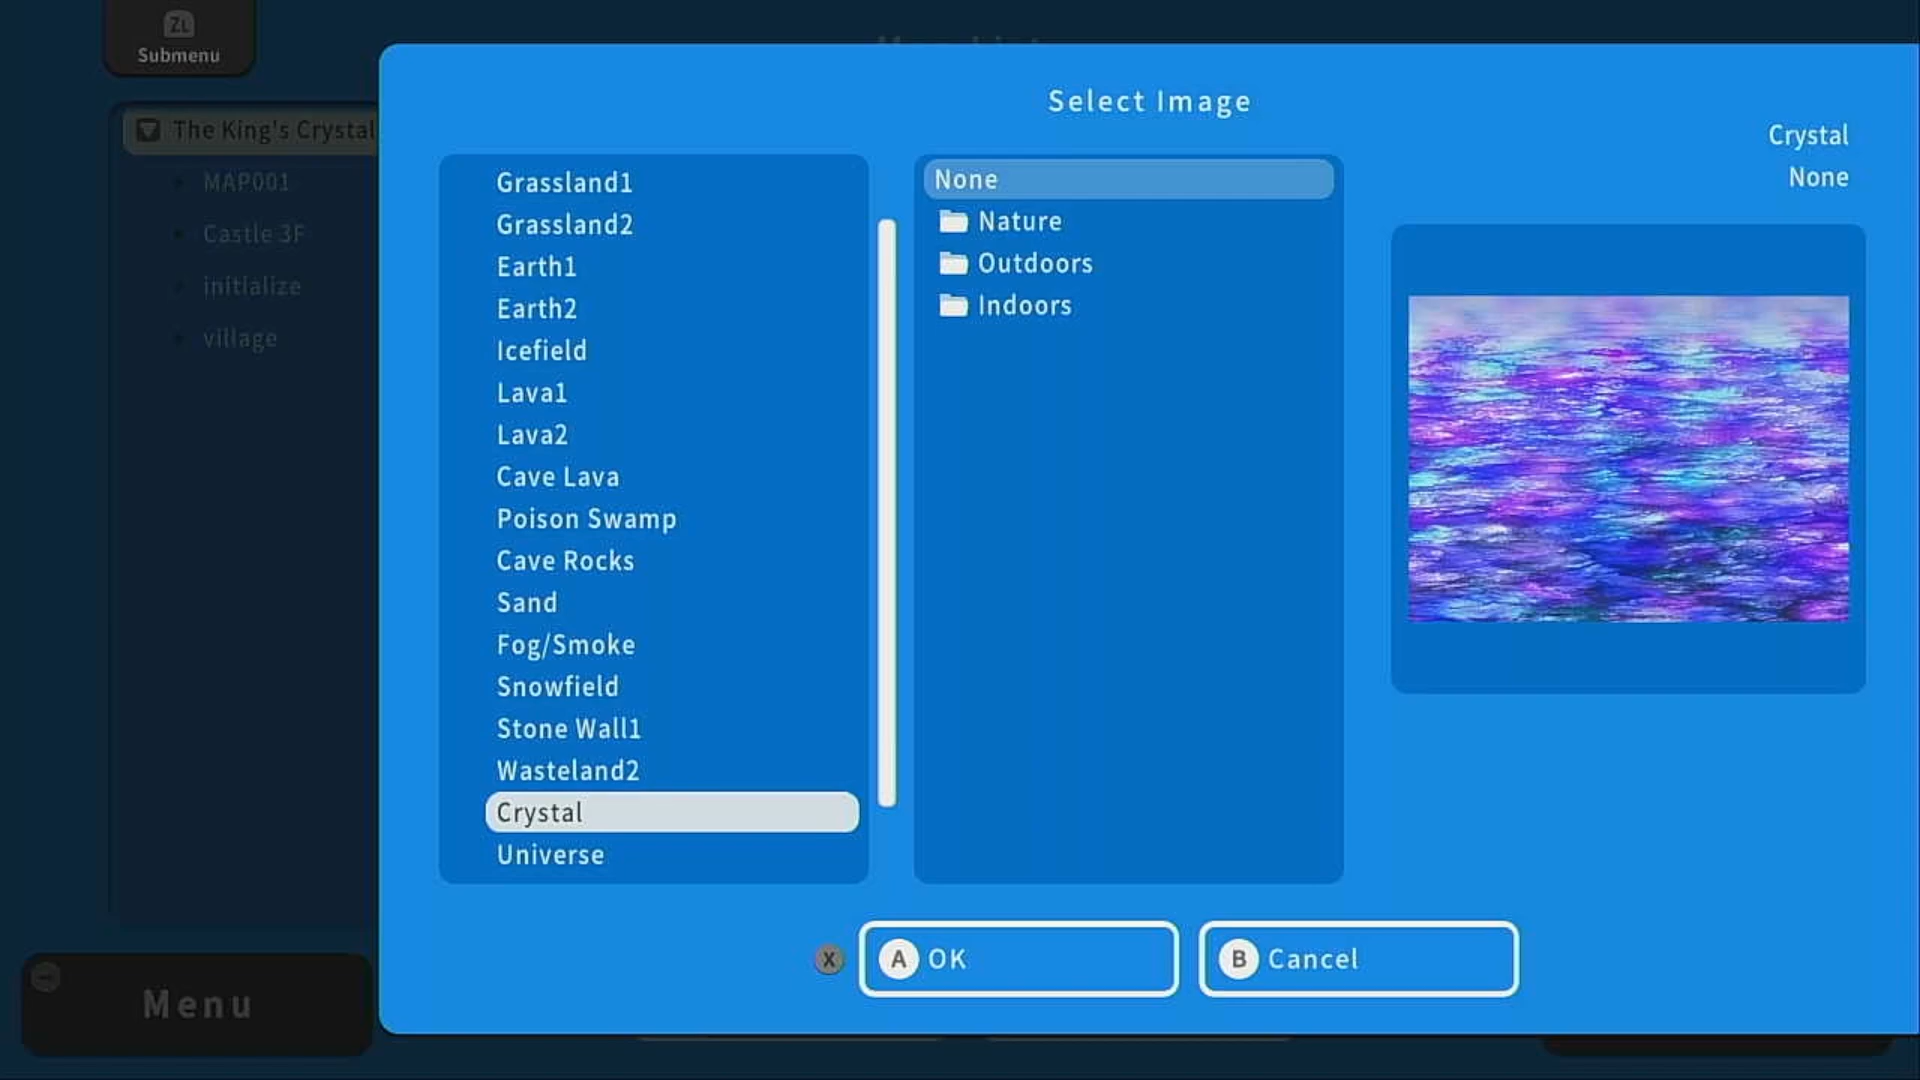 ZL
Submenu
The King's Crystal
MAP001
Castle 3F
initialize
village
Menu
Select Image
Grassland1
Grassland2
Earth1
Earth2
Icefield
Lava1
Lava2
Cave Lava
Poison Swamp
Cave Rocks
Sand
Fog/Smoke
Snowfield
Stone Wall1
Wasteland2
Crystal
Universe
None
Nature
Outdoors
Indoors
Crystal
None
X
A OK
B Cancel